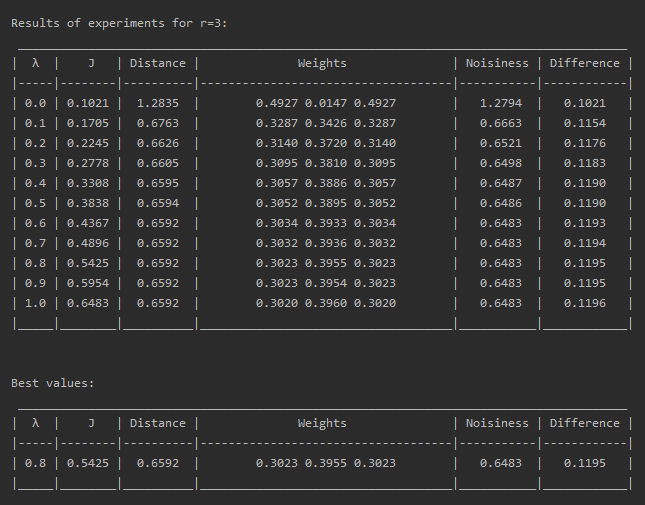 Results of experiments for r=3:
| λ | J | Distance | Weights | Noisiness | Difference |
| 0.0 | 0.1021 | 1.2835 | 0.4927 0.0147 0.4927 | 1.2794 | 0.1021 |
| 0.1 | 0.1705 | 0.6763 | 0.3287 0.3426 0.3287 | 0.6663 | 0.1154 |
| 0.2 | 0.2245 | 0.6626 | 0.3140 0.3720 0.3140 | 0.6521 | 0.1176 |
| 0.3 | 0.2778 | 0.6605 | 0.3095 0.3810 0.3095 | 0.6498 | 0.1183 |
| 0.4 | 0.3308 | 0.6595 | 0.3057 0.3886 0.3057 | 0.6487 | 0.1190 |
| 0.5 | 0.3838 | 0.6594 | 0.3052 0.3895 0.3052 | 0.6486 | 0.1190 |
| 0.6 | 0.4367 | 0.6592 | 0.3034 0.3933 0.3034 | 0.6483 | 0.1193 |
| 0.7 | 0.4896 | 0.6592 | 0.3032 0.3936 0.3032 | 0.6483 | 0.1194 |
| 0.8 | 0.5425 | 0.6592 | 0.3023 0.3955 0.3023 | 0.6483 | 0.1195 |
| 0.9 | 0.5954 | 0.6592 | 0.3023 0.3954 0.3023 | 0.6483 | 0.1195 |
| 1.0 | 0.6483 | 0.6592 | 0.3020 0.3960 0.3020 | 0.6483 | 0.1196 |
Best values:
| λ | J | Distance | Weights | Noisiness | Difference |
| 0.8 | 0.5425 | 0.6592 | 0.3023 0.3955 0.3023 | 0.6483 | 0.1195 |